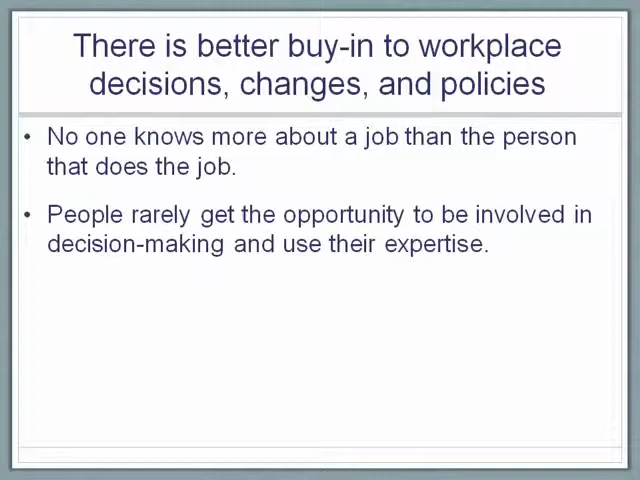 There is better buy-in to workplace
decisions, changes, and policies
• No one knows more about a job than the person
that does the job.
• People rarely get the opportunity to be involved in
decision-making and use their expertise.